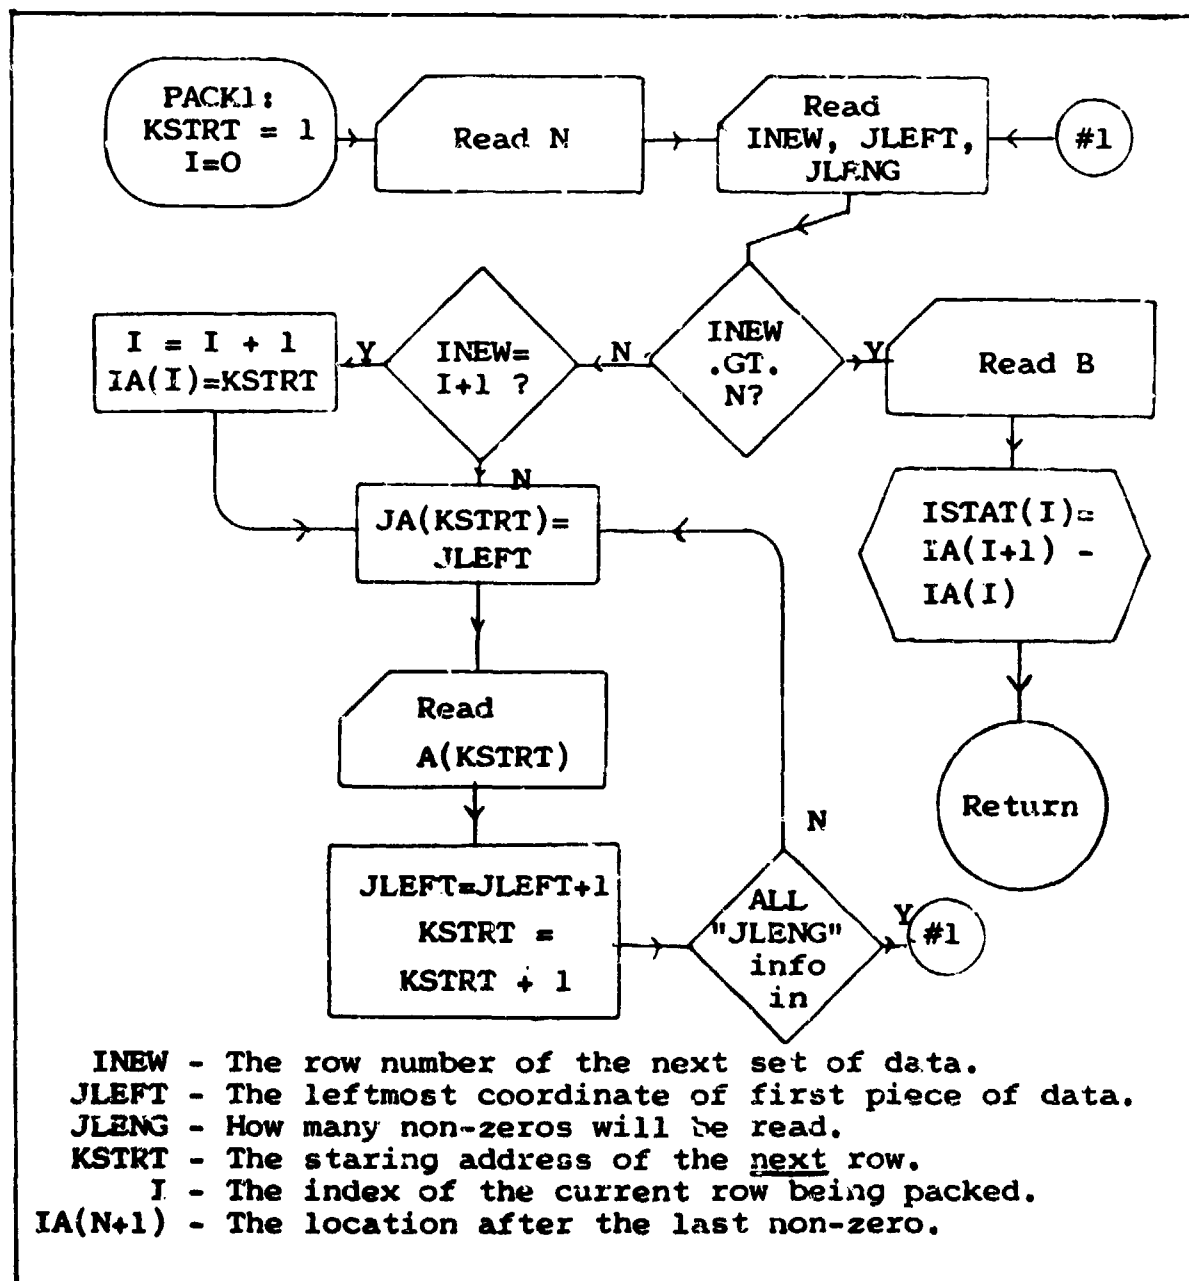 PACK1:
KSTRT = 1
I=0
Read N
Read
INEW, JLEFT,
JLENG
#1
I = I + 1
IA(I)=KSTRT
Y
INEW=
I+1 ?
N
INEW
.GT.
N?
Y
Read B
N
JA(KSTRT)=
JLEFT
ISTAT(I)=
IA(I+1) -
IA(I)
Read
A(KSTRT)
Return
N
JLEFT=JLEFT+1
KSTRT =
KSTRT + 1
ALL
"JLENG"
info
in
Y
#1
INEW - The row number of the next set of data.
JLEFT - The leftmost coordinate of first piece of data.
JLENG - How many non-zeros will be read.
KSTRT - The staring address of the next row.
I - The index of the current row being packed.
IA(N+1) - The location after the last non-zero.